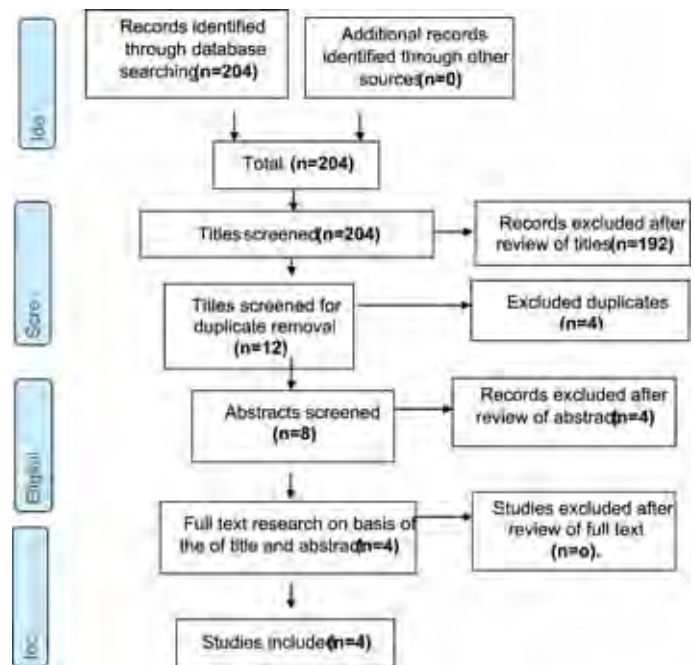 Records identified
through database
searching(n=204)
Additional records
identified through other
sources(n=0)
Ide
Total (n=204)
Titles screened(n=204)
Records excluded after
review of titles(n=192)
Scre
Titles screened for
duplicate removal
(n=12)
Excluded duplicates
(n=4)
Abstracts screened
(n=8)
Records excluded after
review of abstract(n=4)
Eligibil
Full text research on basis of
the of title and abstract(n=4)
Studies excluded after
review of full text
(n=o).
Inc
Studies include(n=4)